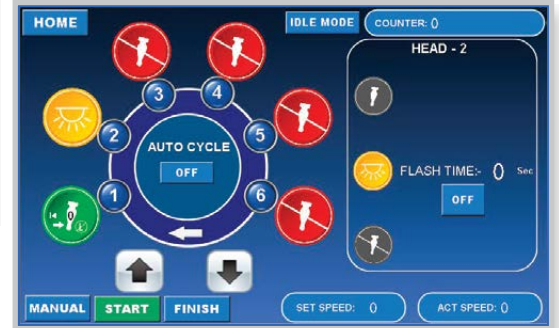 HOME
IDLE MODE
COUNTER: 0
HEAD - 2
3
4
2
5
AUTO CYCLE
OFF
FLASH TIME:- 0 Sec
OFF
1
6
0
MANUAL
START
FINISH
SET SPEED: 0
ACT SPEED: 0